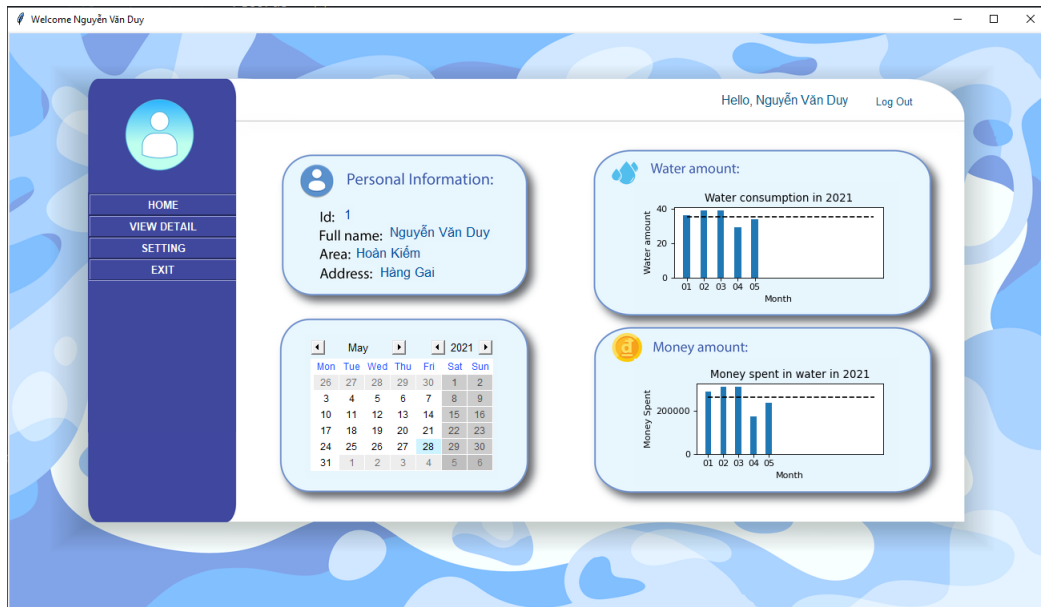 Welcome Nguyễn Văn Duy
Hello, Nguyễn Văn Duy Log Out
HOME
VIEW DETAIL
SETTING
EXIT
Personal Information:
Id: 1
Full name: Nguyễn Văn Duy
Area: Hoàn Kiếm
Address: Hàng Gai
May 2021
Mon Tue Wed Thu Fri Sat Sun
26 27 28 29 30 1 2
3 4 5 6 7 8 9
10 11 12 13 14 15 16
17 18 19 20 21 22 23
24 25 26 27 28 29 30
31 1 2 3 4 5 6
Water amount:
Water consumption in 2021
Water amount
40
20
0
01 02 03 04 05
Month
Money amount:
Money spent in water in 2021
Money Spent
200000
0
01 02 03 04 05
Month